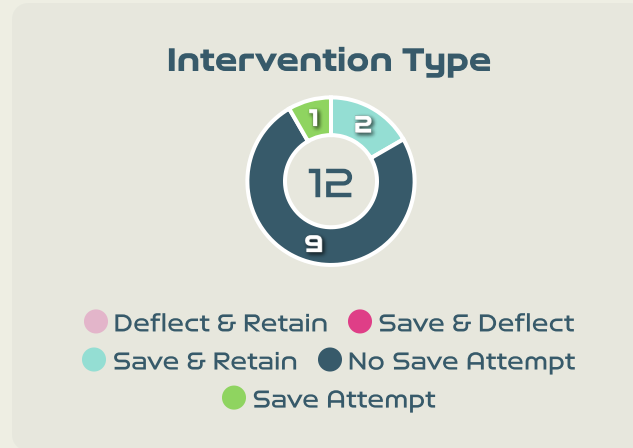 Intervention Type
1 2
12
9
Deflect & Retain Save & Deflect
Save & Retain No Save Attempt
Save Attempt